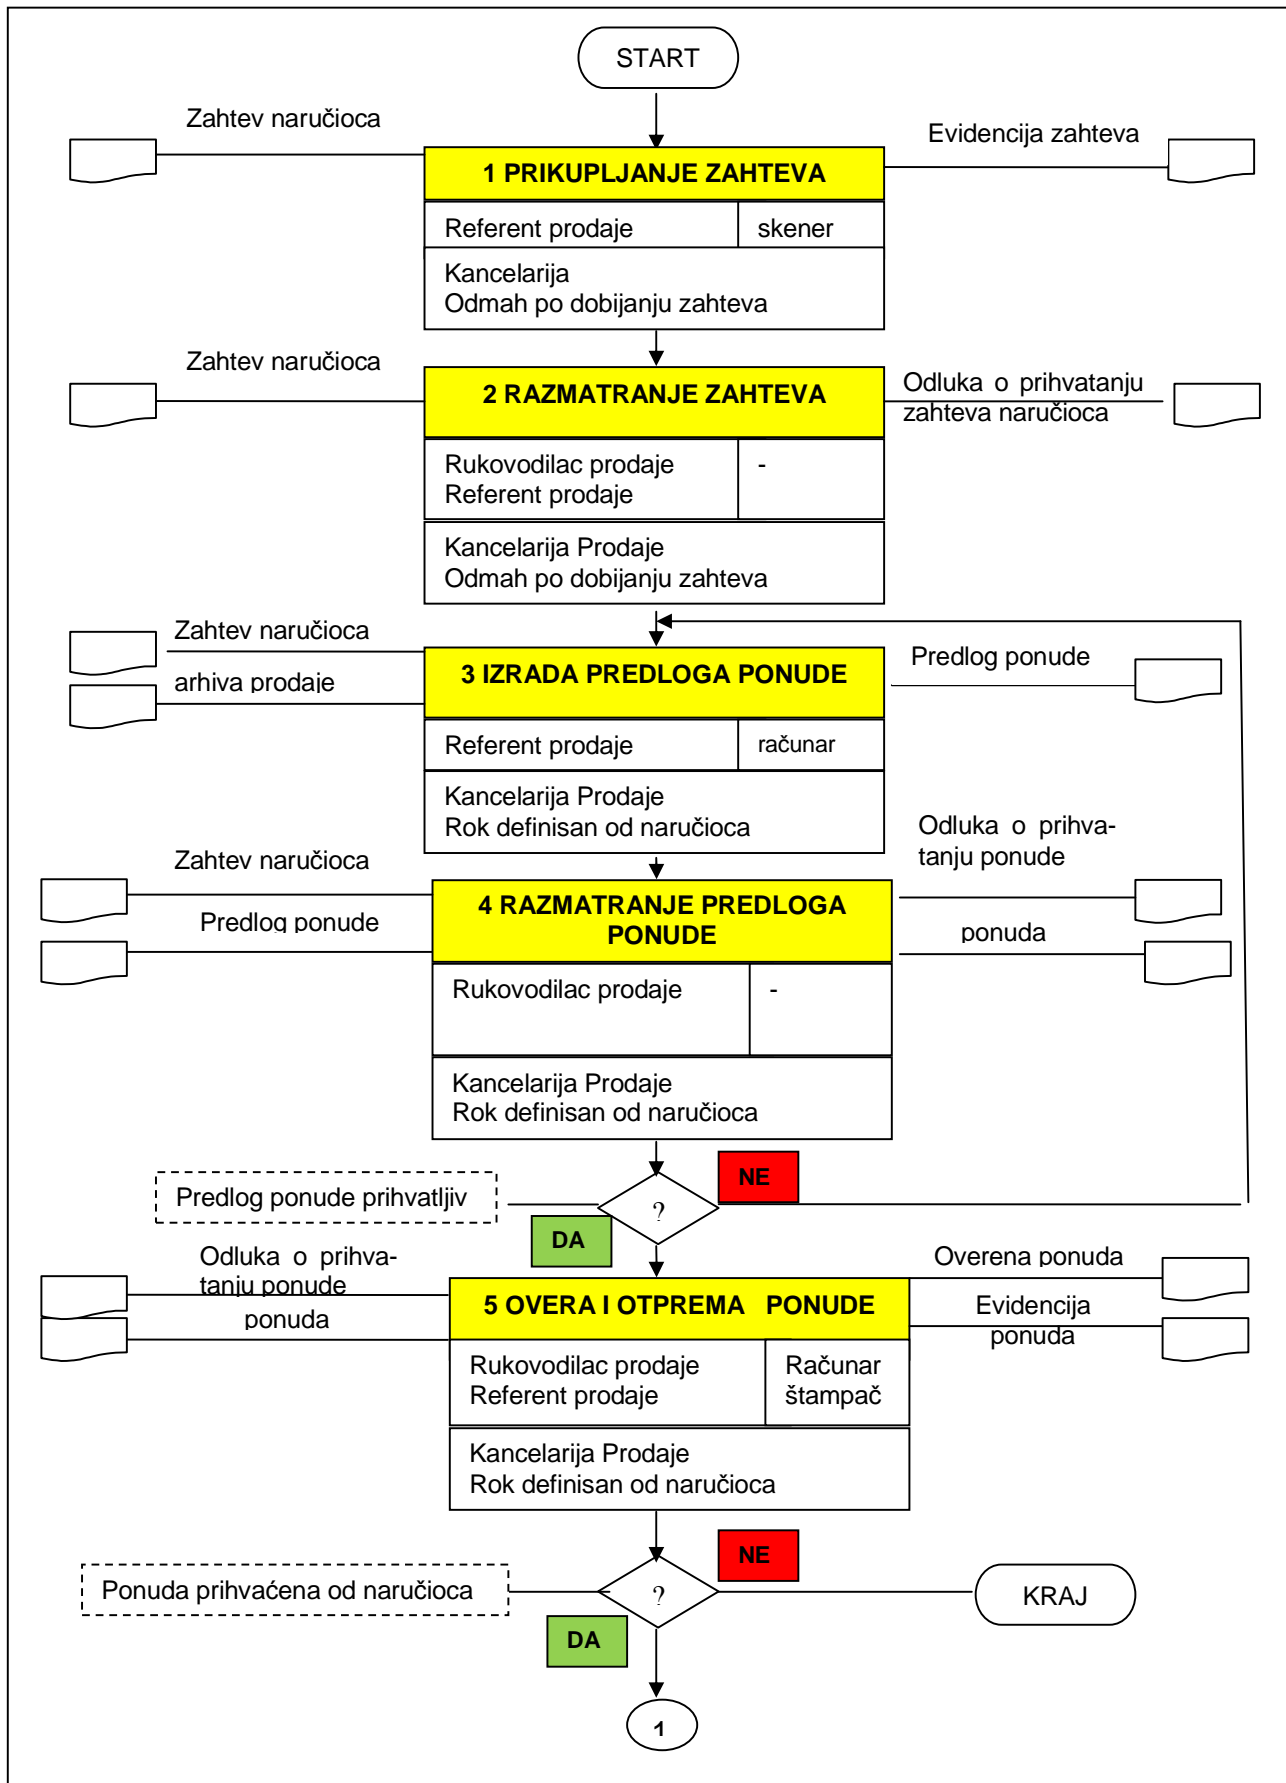 START
Zahtev naručioca
Evidencija zahteva
1 PRIKUPLJANJE ZAHTEVA
Referent prodaje
skener
Kancelarija
Odmah po dobijanju zahteva
Zahtev naručioca
2 RAZMATRANJE ZAHTEVA
Odluka o prihvatanju
zahteva naručioca
Rukovodilac prodaje
-
Referent prodaje
Kancelarija Prodaje
Odmah po dobijanju zahteva
Zahtev naručioca
arhiva prodaje
3 IZRADA PREDLOGA PONUDE
Predlog ponude
Referent prodaje
računar
Kancelarija Prodaje
Rok definisan od naručioca
Odluka o prihva-
tanju ponude
Zahtev naručioca
Predlog ponude
4 RAZMATRANJE PREDLOGA
PONUDE
ponuda
Rukovodilac prodaje
-
Kancelarija Prodaje
Rok definisan od naručioca
NE
Predlog ponude prihvatljiv
?
DA
Odluka o prihva-
tanju ponude
ponuda
5 OVERA I OTPREMA PONUDE
Overena ponuda
Evidencija
ponuda
Rukovodilac prodaje
Referent prodaje
Računar
štampač
Kancelarija Prodaje
Rok definisan od naručioca
NE
Ponuda prihvaćena od naručioca
?
KRAJ
DA
1